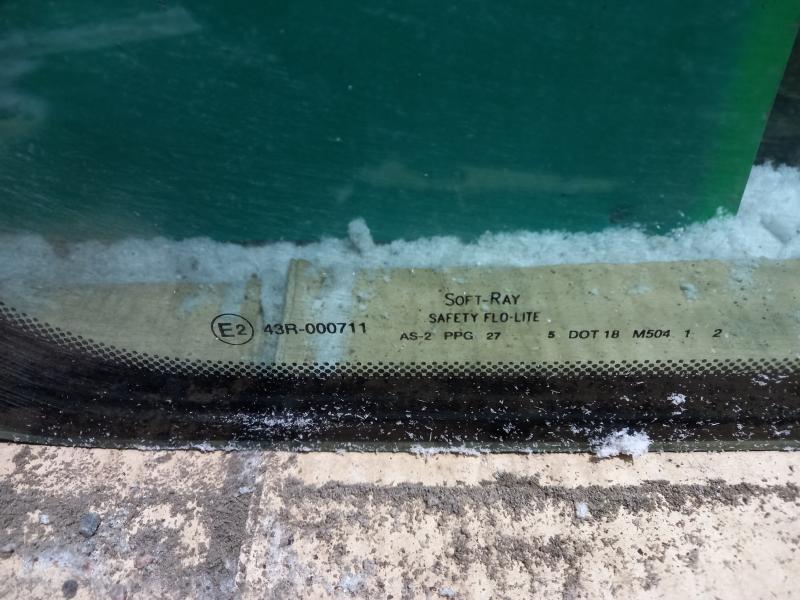 SOFT-RAY
SAFETY FLO-LITE
E2 43R-000711
AS-2 PPG 27 5 DOT 18 M504 1 2